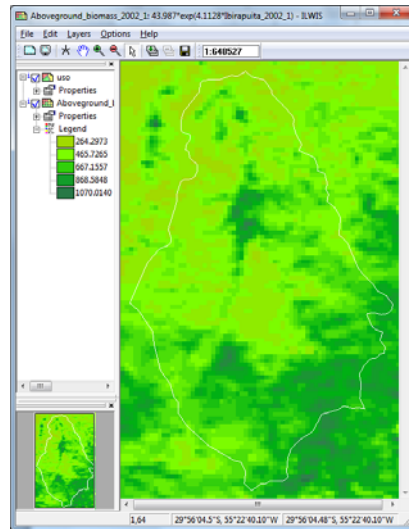 Aboveground_biomass_2002_1: 43.987*exp(4.1128*Ibirapuita_2002_1) - ILWIS
File Edit Layers Options Help
1:648527
uso
Properties
Aboveground_l
Properties
Legend
264.2973
465.7265
667.1557
868.5848
1070.0140
1,64 29°56'04.5"S, 55°22'40.10"W 29°56'04.48"S, 55°22'40.10"W